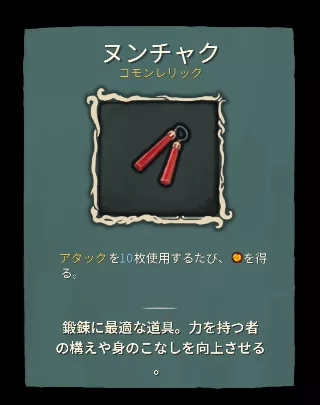 ヌンチャク
コモンレリック
アタックを10枚使用するたび、を得
る。
鍛錬に最適な道具。力を持つ者
の構えや身のこなしを向上させる
。